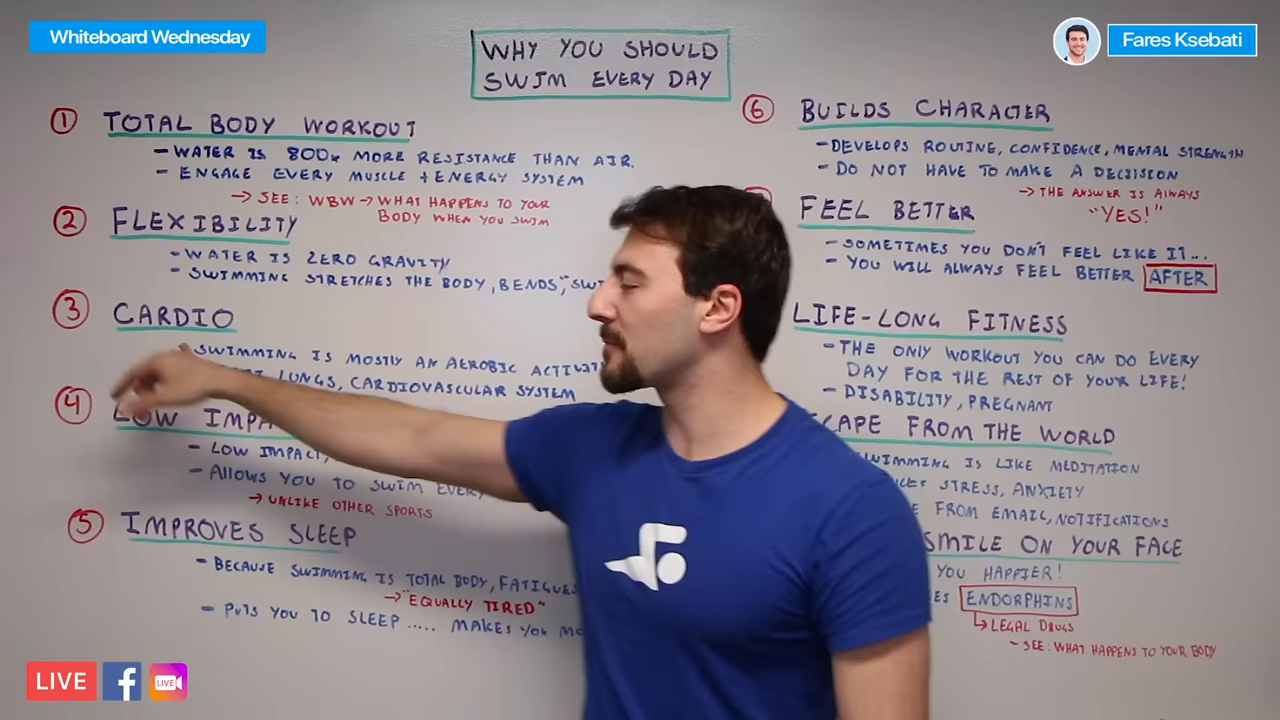 Whiteboard Wednesday
Fares Ksebati
WHY YOU SHOULD
SWIM EVERY DAY
1 TOTAL BODY WORKOUT
- WATER IS 800x MORE RESISTANCE THAN AIR.
- ENGAGE EVERY MUSCLE + ENERGY SYSTEM
→ SEE: WBW → WHAT HAPPENS TO YOUR
BODY WHEN YOU SWIM
2 FLEXIBILITY
- WATER IS ZERO GRAVITY
- SWIMMING STRETCHES THE BODY, BENDS,
3 CARDIO
- SWIMMING IS MOSTLY AN AEROBIC
LUNGS, CARDIOVASCULAR SYSTEM
4 LOW
- LOW IMPACT,
- ALLOWS YOU TO SWIM
→ UNLIKE OTHER SPORTS
5 IMPROVES SLEEP
- BECAUSE SWIMMING IS TOTAL BODY, FATIGUES
→ "EQUALLY TIRED"
- PUTS YOU TO SLEEP ..... MAKES YOU
6 BUILDS CHARACTER
- DEVELOPS ROUTINE, CONFIDENCE, MENTAL STRENGTH
- DO NOT HAVE TO MAKE A DECISION
→ THE ANSWER IS ALWAYS
"YES!"
FEEL BETTER
- SOMETIMES YOU DON'T FEEL LIKE IT...
- YOU WILL ALWAYS FEEL BETTER AFTER
LIFE-LONG FITNESS
- THE ONLY WORKOUT YOU CAN DO EVERY
DAY FOR THE REST OF YOUR LIFE!
- DISABILITY, PREGNANT
FROM THE WORLD
IS LIKE MEDITATION
STRESS, ANXIETY
FROM EMAIL, NOTIFICATIONS
SMILE ON YOUR FACE
YOU HAPPIER!
ENDORPHINS
→ LEGAL DRUGS
- SEE: WHAT HAPPENS TO YOUR BODY
LIVE
LIVE